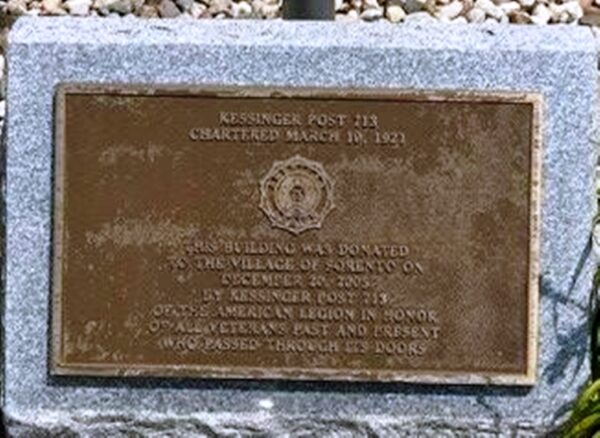 KESSINGER POST 713
CHARTERED MARCH 10, 1921
THIS BUILDING WAS DONATED
TO THE VILLAGE OF SORENTO ON
DECEMBER 20, 2005
BY KESSINGER POST 713
OF THE AMERICAN LEGION IN HONOR
OF ALL VETERANS PAST AND PRESENT
WHO PASSED THROUGH ITS DOORS